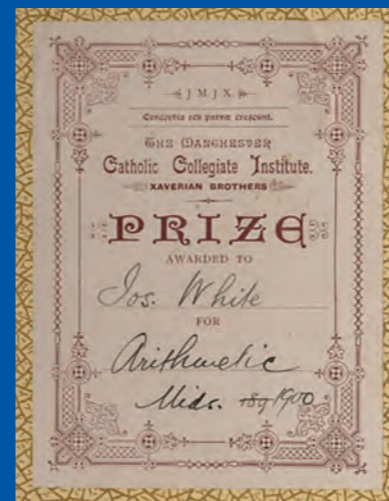 J M J X.
Concordia res parvæ crescunt.
THE MANCHESTER
Catholic Collegiate Institute.
XAVERIAN BROTHERS
PRIZE
AWARDED TO
Jos. White
FOR
Arithmetic
Mids. 189 1900